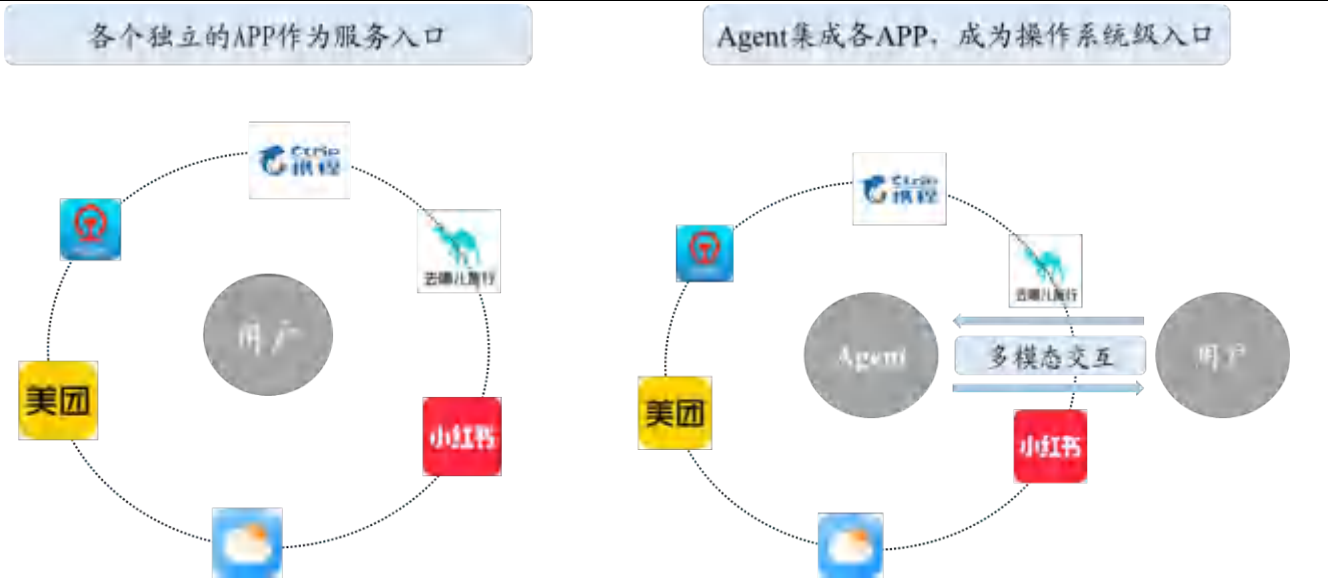 各个独立的APP作为服务入口
Agent集成各APP，成为操作系统级入口
Ctrip
携程
去哪儿旅行
用户
美团
小红书
Ctrip
携程
去哪儿旅行
Agent
多模态交互
用户
美团
小红书